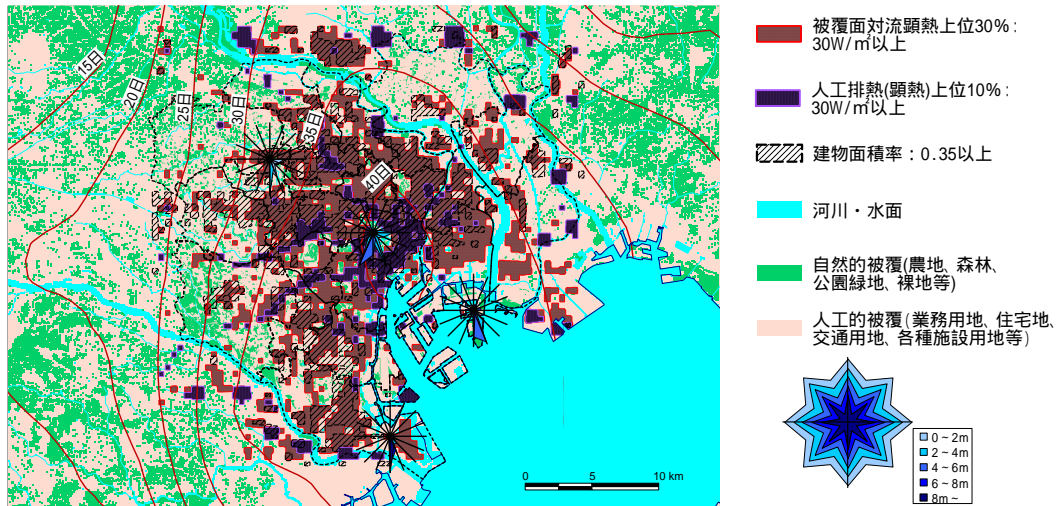 15日
20日
25日
30日
35日
40日
0 5 10 km
被覆面対流顕熱上位30%:
30W/㎡以上
人工排熱(顕熱)上位10%:
30W/㎡以上
建物面積率:0.35以上
河川・水面
自然的被覆(農地、森林、
公園緑地、裸地等)
人工的被覆(業務用地、住宅地、
交通用地、各種施設用地等)
0~2m
2~4m
4~6m
6~8m
8m~